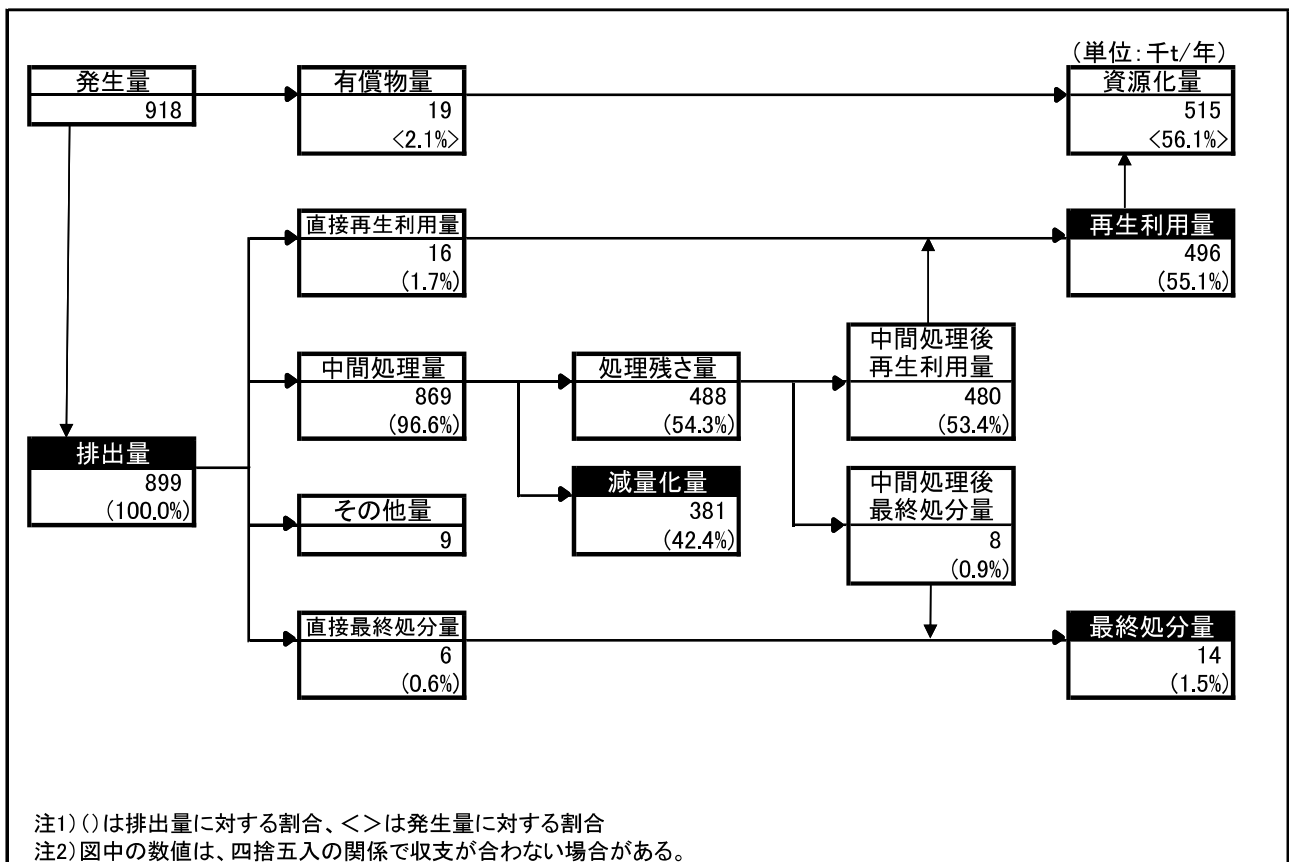 (単位:千t/年)
発生量
918
有償物量
19
<2.1%>
資源化量
515
<56.1%>
直接再生利用量
16
(1.7%)
再生利用量
496
(55.1%)
中間処理量
869
(96.6%)
処理残さ量
488
(54.3%)
中間処理後
再生利用量
480
(53.4%)
排出量
899
(100.0%)
減量化量
381
(42.4%)
中間処理後
最終処分量
8
(0.9%)
その他量
9
直接最終処分量
6
(0.6%)
最終処分量
14
(1.5%)
注1)()は排出量に対する割合、<>は発生量に対する割合
注2)図中の数値は、四捨五入の関係で収支が合わない場合がある。